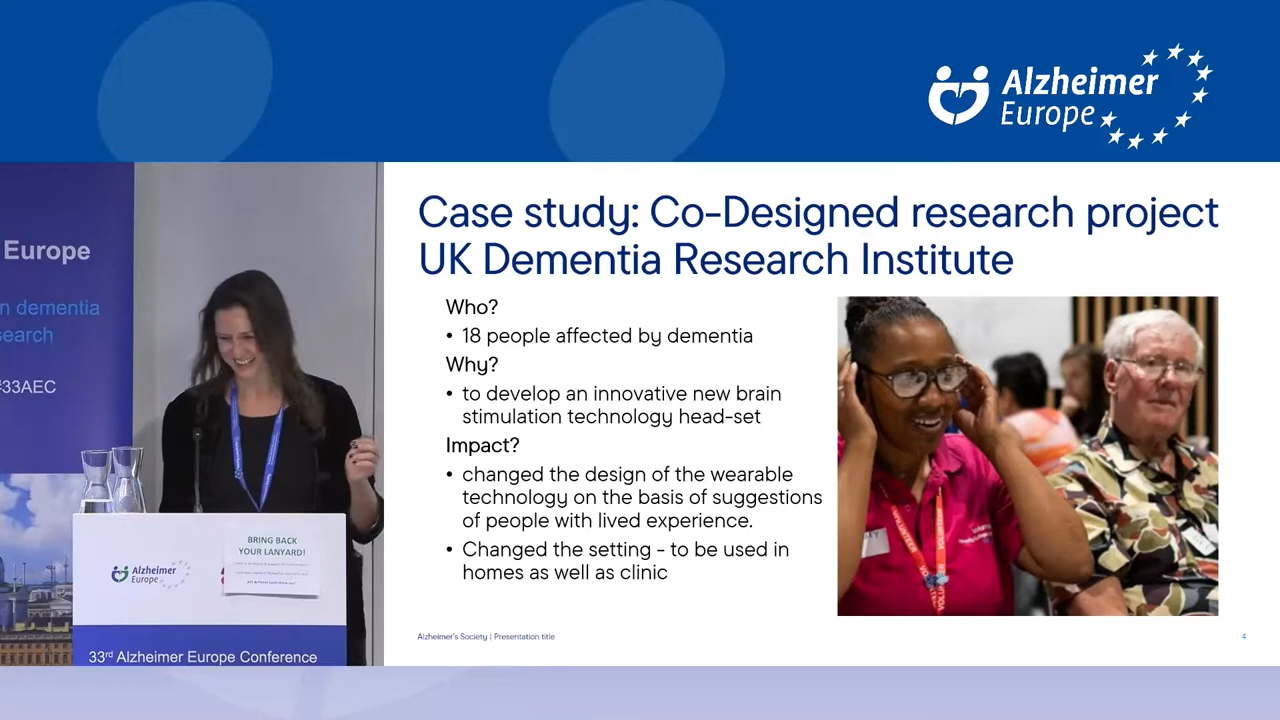 Alzheimer
Europe
Europe
n dementia
search
#33AEC
BRING BACK
YOUR LANYARD!
Alzheimer
Europe
33rd Alzheimer Europe Conference
Case study: Co-Designed research project
UK Dementia Research Institute
Who?
• 18 people affected by dementia
Why?
• to develop an innovative new brain
stimulation technology head-set
Impact?
• changed the design of the wearable
technology on the basis of suggestions
of people with lived experience.
• Changed the setting - to be used in
homes as well as clinic
VOLUNTEER
VOLUNTEER
Alzheimer's Society | Presentation title
4